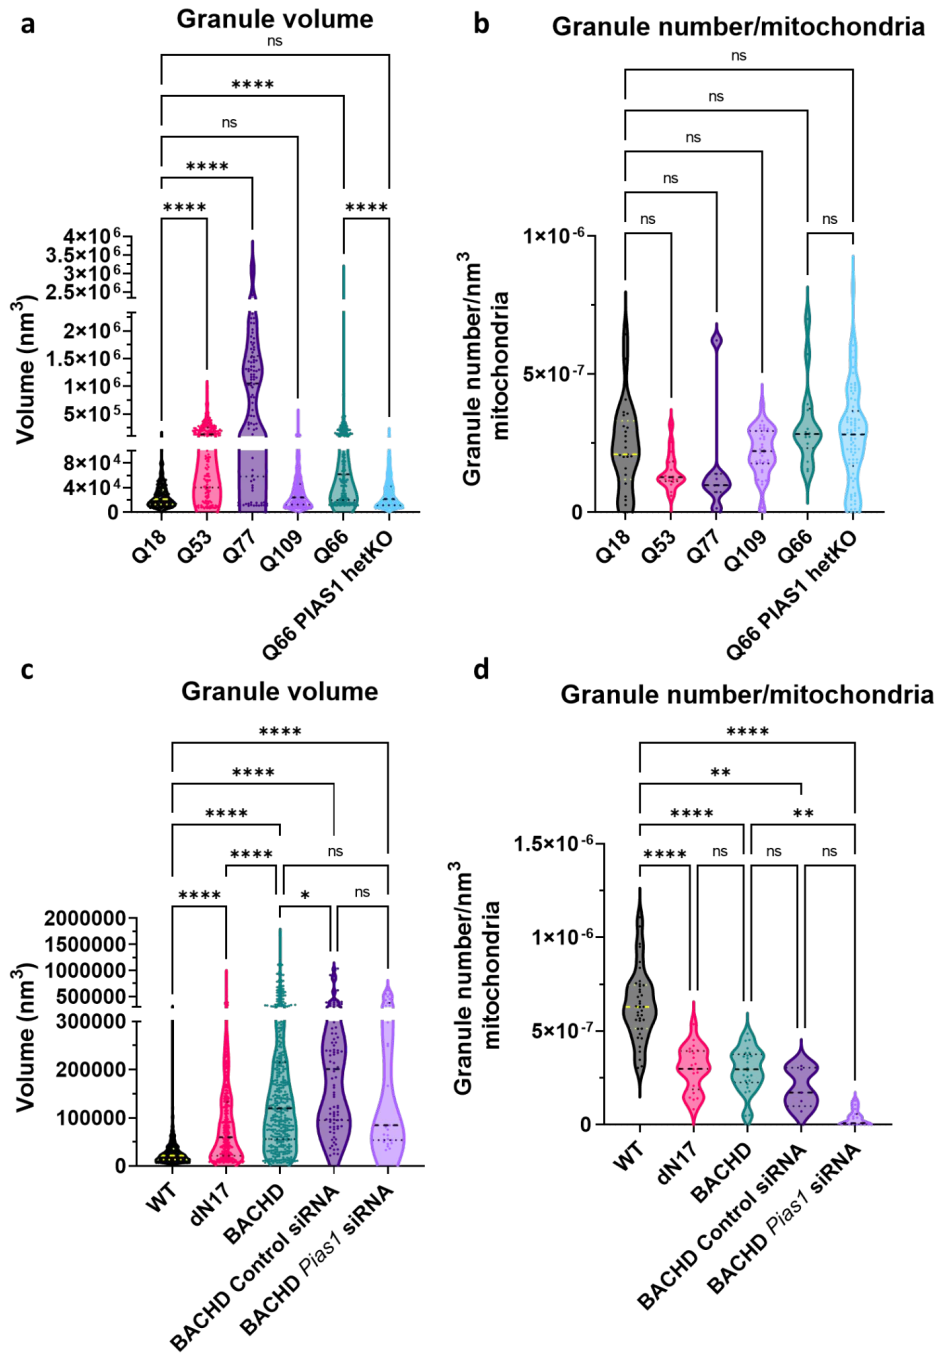 a
Granule volume
ns
****
ns
****
****
****
Volume (nm³)
4×10⁶
3.5×10⁶
3×10⁶
2.5×10⁶
2×10⁶
1.5×10⁶
1×10⁶
5×10⁵
8×10⁴
4×10⁴
0
Q18
Q53
Q77
Q109
Q66
Q66 PIAS1 hetKO
b
Granule number/mitochondria
ns
ns
ns
ns
ns
ns
Granule number/nm³
mitochondria
1×10⁻⁶
5×10⁻⁷
0
Q18
Q53
Q77
Q109
Q66
Q66 PIAS1 hetKO
c
Granule volume
****
****
****
****
ns
****
*
ns
Volume (nm³)
2000000
1500000
1000000
500000
300000
200000
100000
0
WT
dN17
BACHD
BACHD Control siRNA
BACHD Pias1 siRNA
d
Granule number/mitochondria
****
**
****
**
****
ns
ns
ns
Granule number/nm³
mitochondria
1.5×10⁻⁶
1×10⁻⁶
5×10⁻⁷
0
WT
dN17
BACHD
BACHD Control siRNA
BACHD Pias1 siRNA